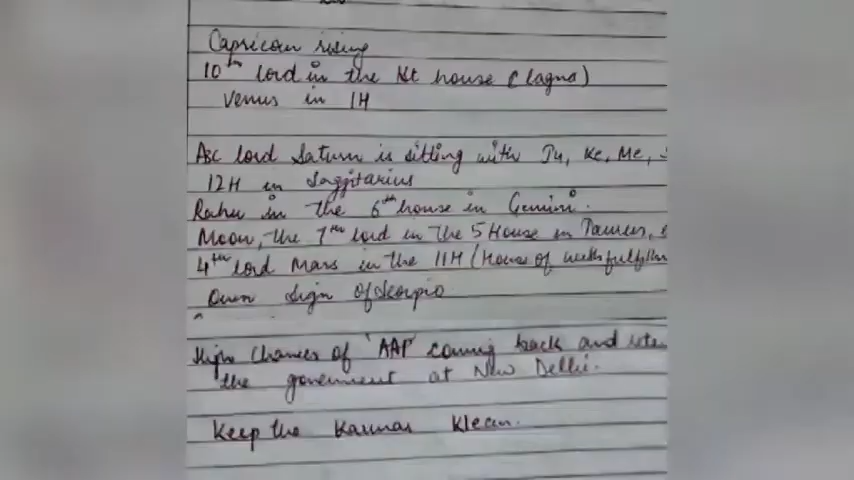 Capricorn rising
10th lord in the Ist house (lagna)
Venus in 1H
Asc lord Saturn is sitting with Ju, Ke, Me,
12H in Saggitarius
Rahu in the 6th house in Gemini.
Moon, the 7th lord in the 5 House in Taurus,
4th lord Mars in the 11H (House of
Own Sign of Skorpio
High Chances of 'AAP' coming back and
the government at New Delhi.
Keep the Karmas Klean.